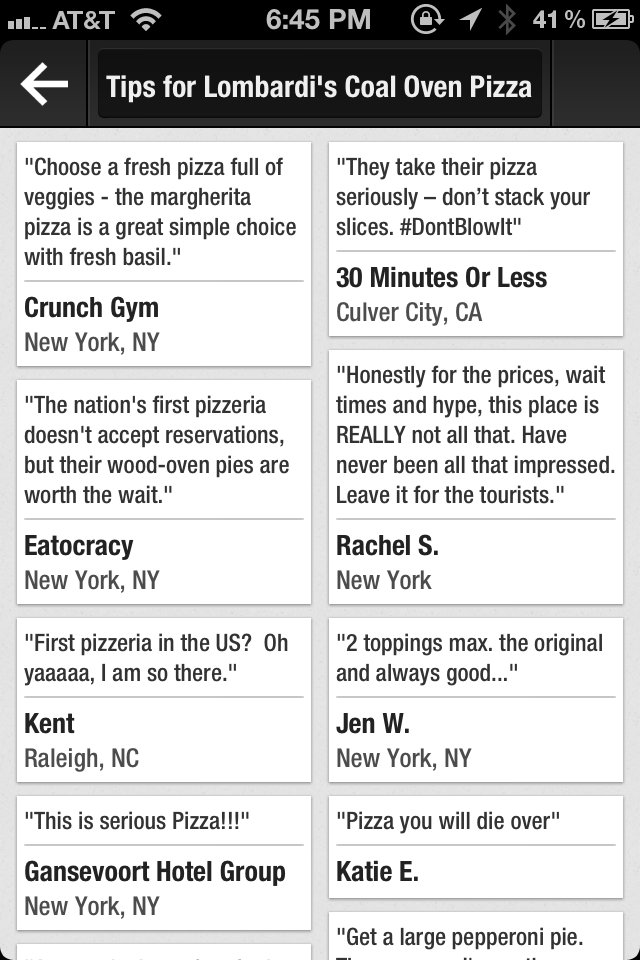 AT&T 6:45 PM 41 %
Tips for Lombardi's Coal Oven Pizza
"Choose a fresh pizza full of
veggies - the margherita
pizza is a great simple choice
with fresh basil."
Crunch Gym
New York, NY
"The nation's first pizzeria
doesn't accept reservations,
but their wood-oven pies are
worth the wait."
Eatocracy
New York, NY
"First pizzeria in the US?  Oh
yaaaaa, I am so there."
Kent
Raleigh, NC
"This is serious Pizza!!!"
Gansevoort Hotel Group
New York, NY
"They take their pizza
seriously – don’t stack your
slices. #DontBlowIt"
30 Minutes Or Less
Culver City, CA
"Honestly for the prices, wait
times and hype, this place is
REALLY not all that. Have
never been all that impressed.
Leave it for the tourists."
Rachel S.
New York
"2 toppings max. the original
and always good..."
Jen W.
New York, NY
"Pizza you will die over"
Katie E.
"Get a large pepperoni pie.